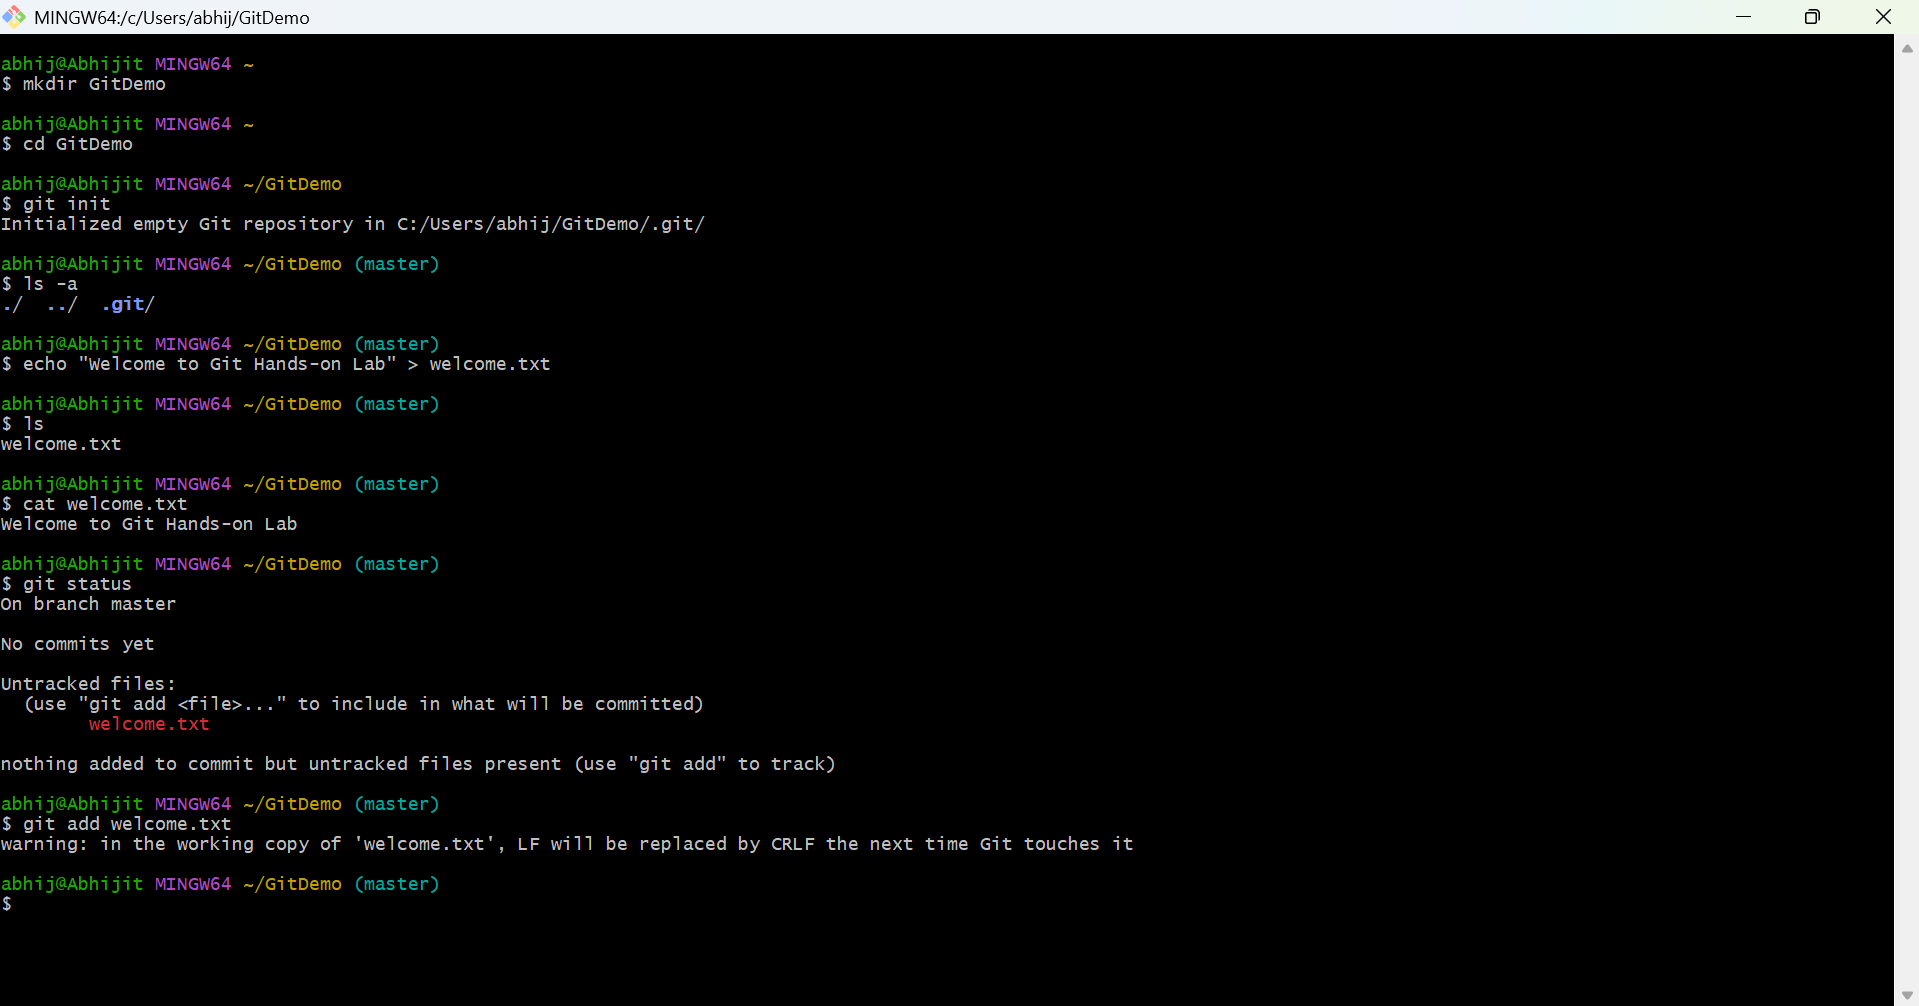 MINGW64:/c/Users/abhij/GitDemo
abhij@Abhijit MINGW64 ~
$ mkdir GitDemo
abhij@Abhijit MINGW64 ~
$ cd GitDemo
abhij@Abhijit MINGW64 ~/GitDemo
$ git init
Initialized empty Git repository in C:/Users/abhij/GitDemo/.git/
abhij@Abhijit MINGW64 ~/GitDemo (master)
$ ls -a
./  ../  .git/
abhij@Abhijit MINGW64 ~/GitDemo (master)
$ echo "Welcome to Git Hands-on Lab" > welcome.txt
abhij@Abhijit MINGW64 ~/GitDemo (master)
$ ls
welcome.txt
abhij@Abhijit MINGW64 ~/GitDemo (master)
$ cat welcome.txt
Welcome to Git Hands-on Lab
abhij@Abhijit MINGW64 ~/GitDemo (master)
$ git status
On branch master
No commits yet
Untracked files:
  (use "git add <file>..." to include in what will be committed)
        welcome.txt
nothing added to commit but untracked files present (use "git add" to track)
abhij@Abhijit MINGW64 ~/GitDemo (master)
$ git add welcome.txt
warning: in the working copy of 'welcome.txt', LF will be replaced by CRLF the next time Git touches it
abhij@Abhijit MINGW64 ~/GitDemo (master)
$